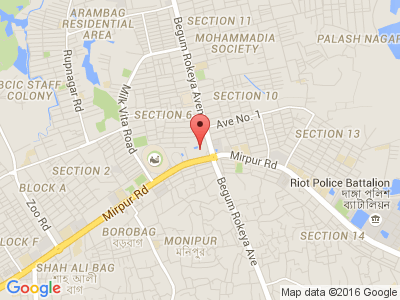 ARAMBAG
RESIDENTIAL
AREA
Rupnagar Rd
SECTION 11
Begum Rokeya Aven
MOHAMMADIA
SOCIETY
PALASH NAGAR
BCIC STAFF
COLONY
Milk Vita Road
SECTION 6
SECTION 10
Ave No. 1
SECTION 13
SECTION 2
Mirpur Rd
Riot Police Battalion
দাঙ্গা পুলিশ
ব্যাটালিয়ন
BLOCK A
Zoo Rd
Mirpur Rd
Begum Rokeya Ave
BLOCK F
BOROBAG
বড়বাগ
MONIPUR
মনিপুর
SECTION 14
SHAH ALI BAG
শাহ আলী
বাগ
Google
Map data ©2016 Google